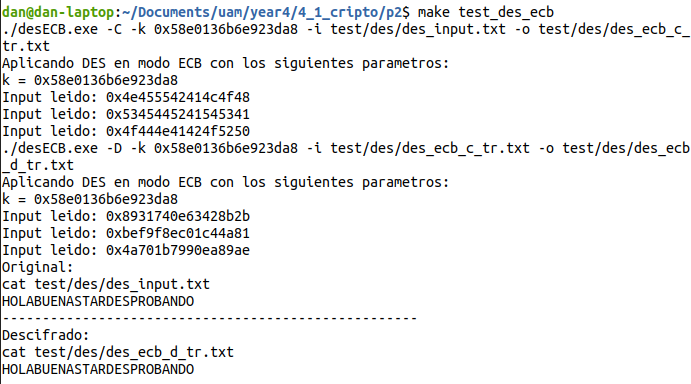 dan@dan-laptop:~/Documents/uam/year4/4_1_cripto/p2$ make test_des_ecb
./desECB.exe -C -k 0x58e0136b6e923da8 -i test/des/des_input.txt -o test/des/des_ecb_c_
tr.txt
Aplicando DES en modo ECB con los siguientes parametros:
k = 0x58e0136b6e923da8
Input leido: 0x4e455542414c4f48
Input leido: 0x5345445241545341
Input leido: 0x4f444e41424f5250
./desECB.exe -D -k 0x58e0136b6e923da8 -i test/des/des_ecb_c_tr.txt -o test/des/des_ecb
_d_tr.txt
Aplicando DES en modo ECB con los siguientes parametros:
k = 0x58e0136b6e923da8
Input leido: 0x8931740e63428b2b
Input leido: 0xbef9f8ec01c44a81
Input leido: 0x4a701b7990ea89ae
Original:
cat test/des/des_input.txt
HOLABUENASTARDESPROBANDO
----------------------------------------------------
Descifrado:
cat test/des/des_ecb_d_tr.txt
HOLABUENASTARDESPROBANDO